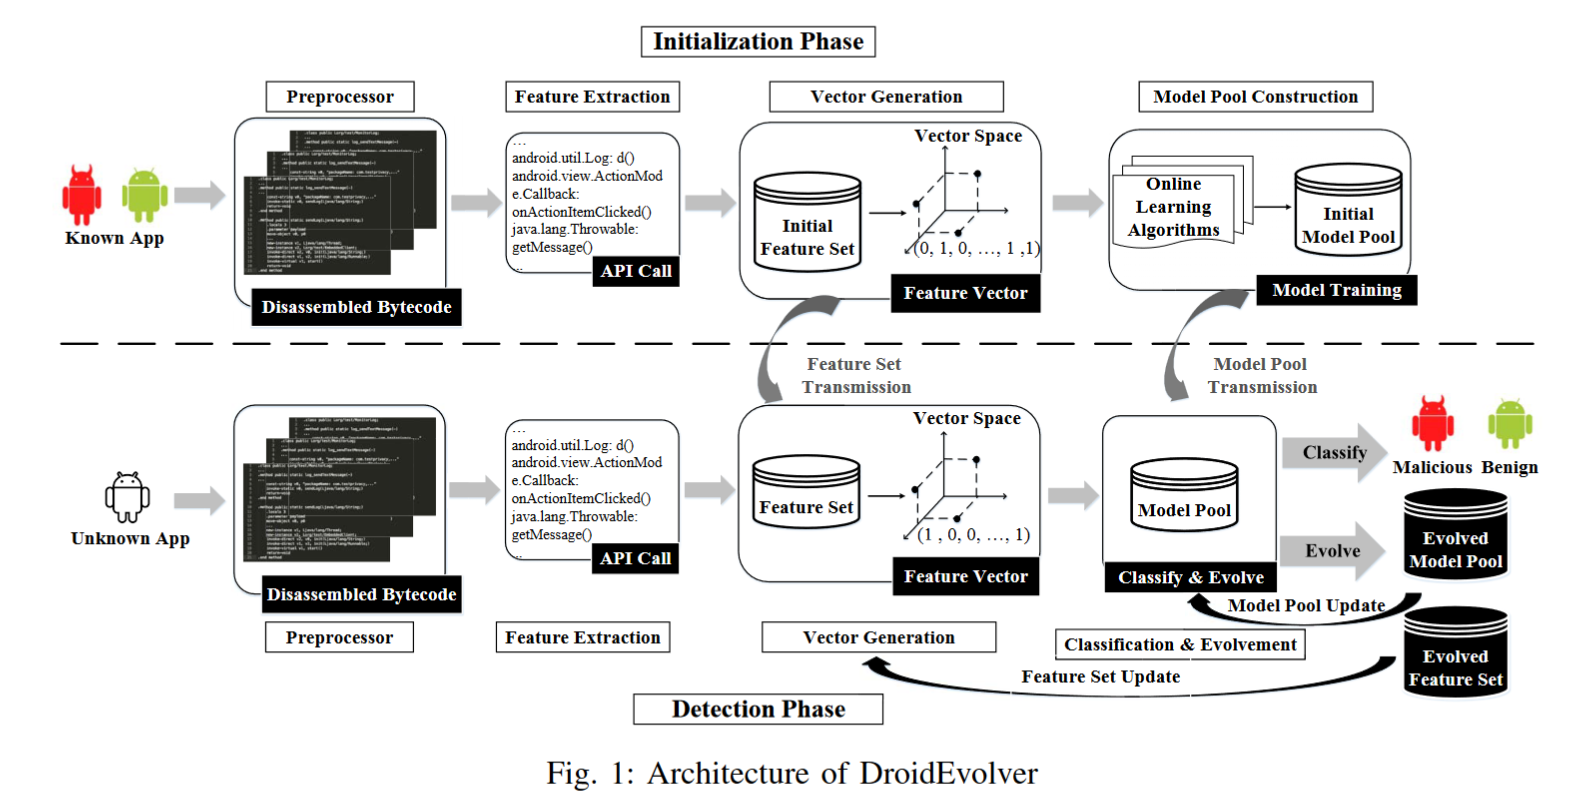 Initialization Phase
Preprocessor
Feature Extraction
Vector Generation
Model Pool Construction
Known App
Disassembled Bytecode
...
android.util.Log: d()
android.view.ActionMod
e.Callback:
onActionItemClicked()
java.lang.Throwable:
getMessage()
...
API Call
Vector Space
Initial
Feature Set
(0, 1, 0, ..., 1 ,1)
Feature Vector
Online
Learning
Algorithms
Initial
Model Pool
Model Training
Feature Set
Transmission
Model Pool
Transmission
Unknown App
Disassembled Bytecode
Preprocessor
...
android.util.Log: d()
android.view.ActionMod
e.Callback:
onActionItemClicked()
java.lang.Throwable:
getMessage()
..
API Call
Feature Extraction
Vector Space
Feature Set
(1 , 0, 0, ..., 1)
Feature Vector
Vector Generation
Model Pool
Classify & Evolve
Classify
Malicious Benign
Evolve
Evolved
Model Pool
Model Pool Update
Classification & Evolvement
Evolved
Feature Set
Feature Set Update
Detection Phase
Fig. 1: Architecture of DroidEvolver